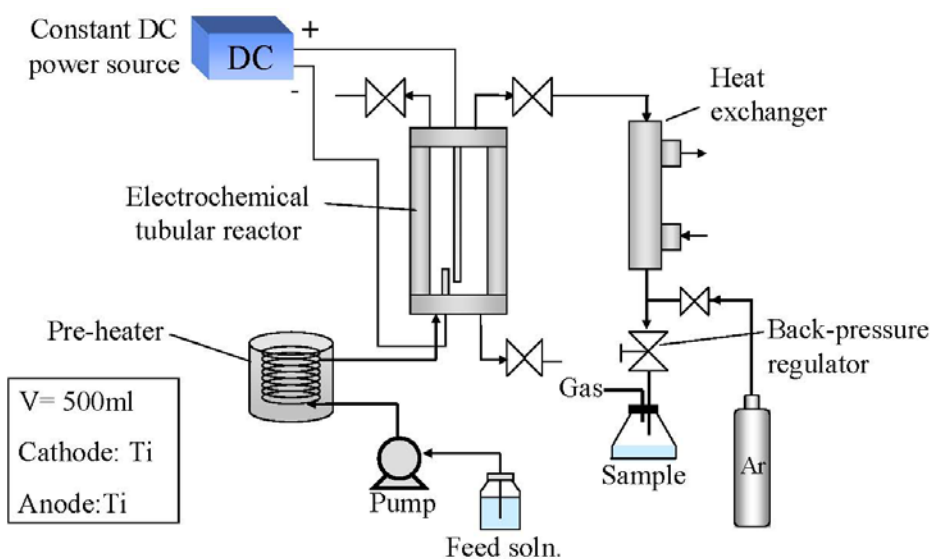 Constant DC
power source
DC
+
-
Heat
exchanger
Electrochemical
tubular reactor
Pre-heater
Back-pressure
regulator
Gas
V= 500ml
Cathode: Ti
Anode:Ti
Sample
Ar
Pump
Feed soln.